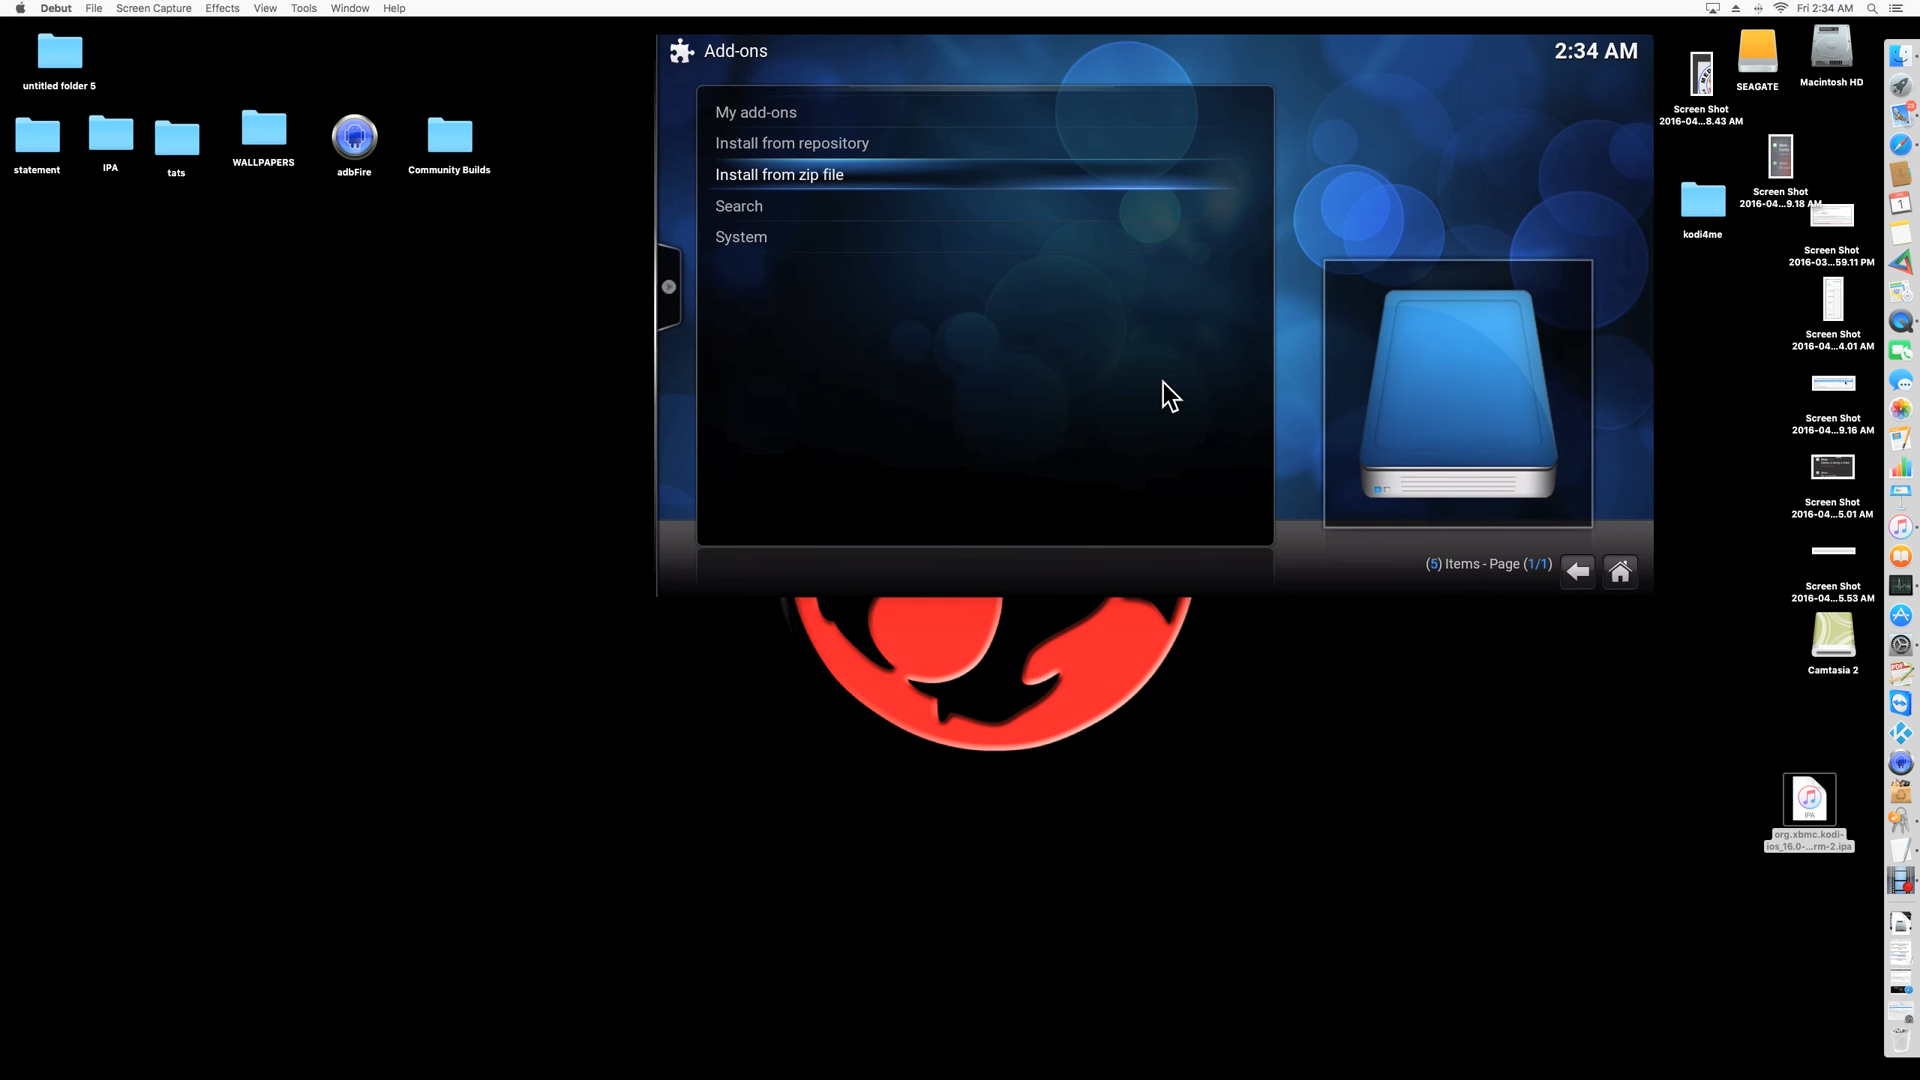 Debut File Screen Capture Effects View Tools Window Help
Fri 2:34 AM
untitled folder 5
statement
IPA
tats
WALLPAPERS
adbFire
Community Builds
Add-ons
2:34 AM
My add-ons
Install from repository
Install from zip file
Search
System
(5) Items - Page (1/1)
SEAGATE
Macintosh HD
Screen Shot
2016-04...8.43 AM
Screen Shot
2016-04...9.18 AM
kodi4me
Screen Shot
2016-03...59.11 PM
Screen Shot
2016-04...4.01 AM
Screen Shot
2016-04...9.16 AM
Screen Shot
2016-04...5.01 AM
Screen Shot
2016-04...5.53 AM
Camtasia 2
IPA
org.xbmc.kodi-
ios_16.0-...rm-2.ipa